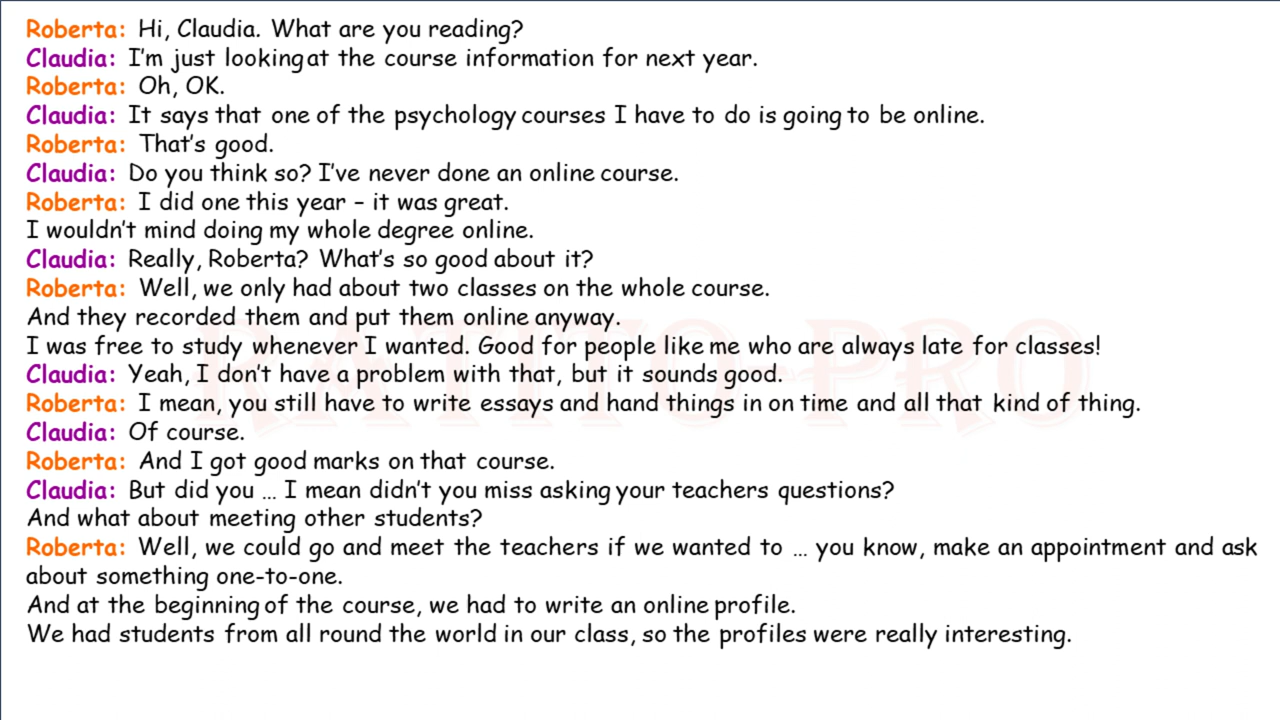 Roberta: Hi, Claudia. What are you reading?
Claudia: I'm just looking at the course information for next year.
Roberta: Oh, OK.
Claudia: It says that one of the psychology courses I have to do is going to be online.
Roberta: That's good.
Claudia: Do you think so? I've never done an online course.
Roberta: I did one this year – it was great.
I wouldn't mind doing my whole degree online.
Claudia: Really, Roberta? What's so good about it?
Roberta: Well, we only had about two classes on the whole course.
And they recorded them and put them online anyway.
I was free to study whenever I wanted. Good for people like me who are always late for classes!
Claudia: Yeah, I don't have a problem with that, but it sounds good.
Roberta: I mean, you still have to write essays and hand things in on time and all that kind of thing.
Claudia: Of course.
Roberta: And I got good marks on that course.
Claudia: But did you … I mean didn't you miss asking your teachers questions?
And what about meeting other students?
Roberta: Well, we could go and meet the teachers if we wanted to … you know, make an appointment and ask
about something one-to-one.
And at the beginning of the course, we had to write an online profile.
We had students from all round the world in our class, so the profiles were really interesting.
RATITO-PRO